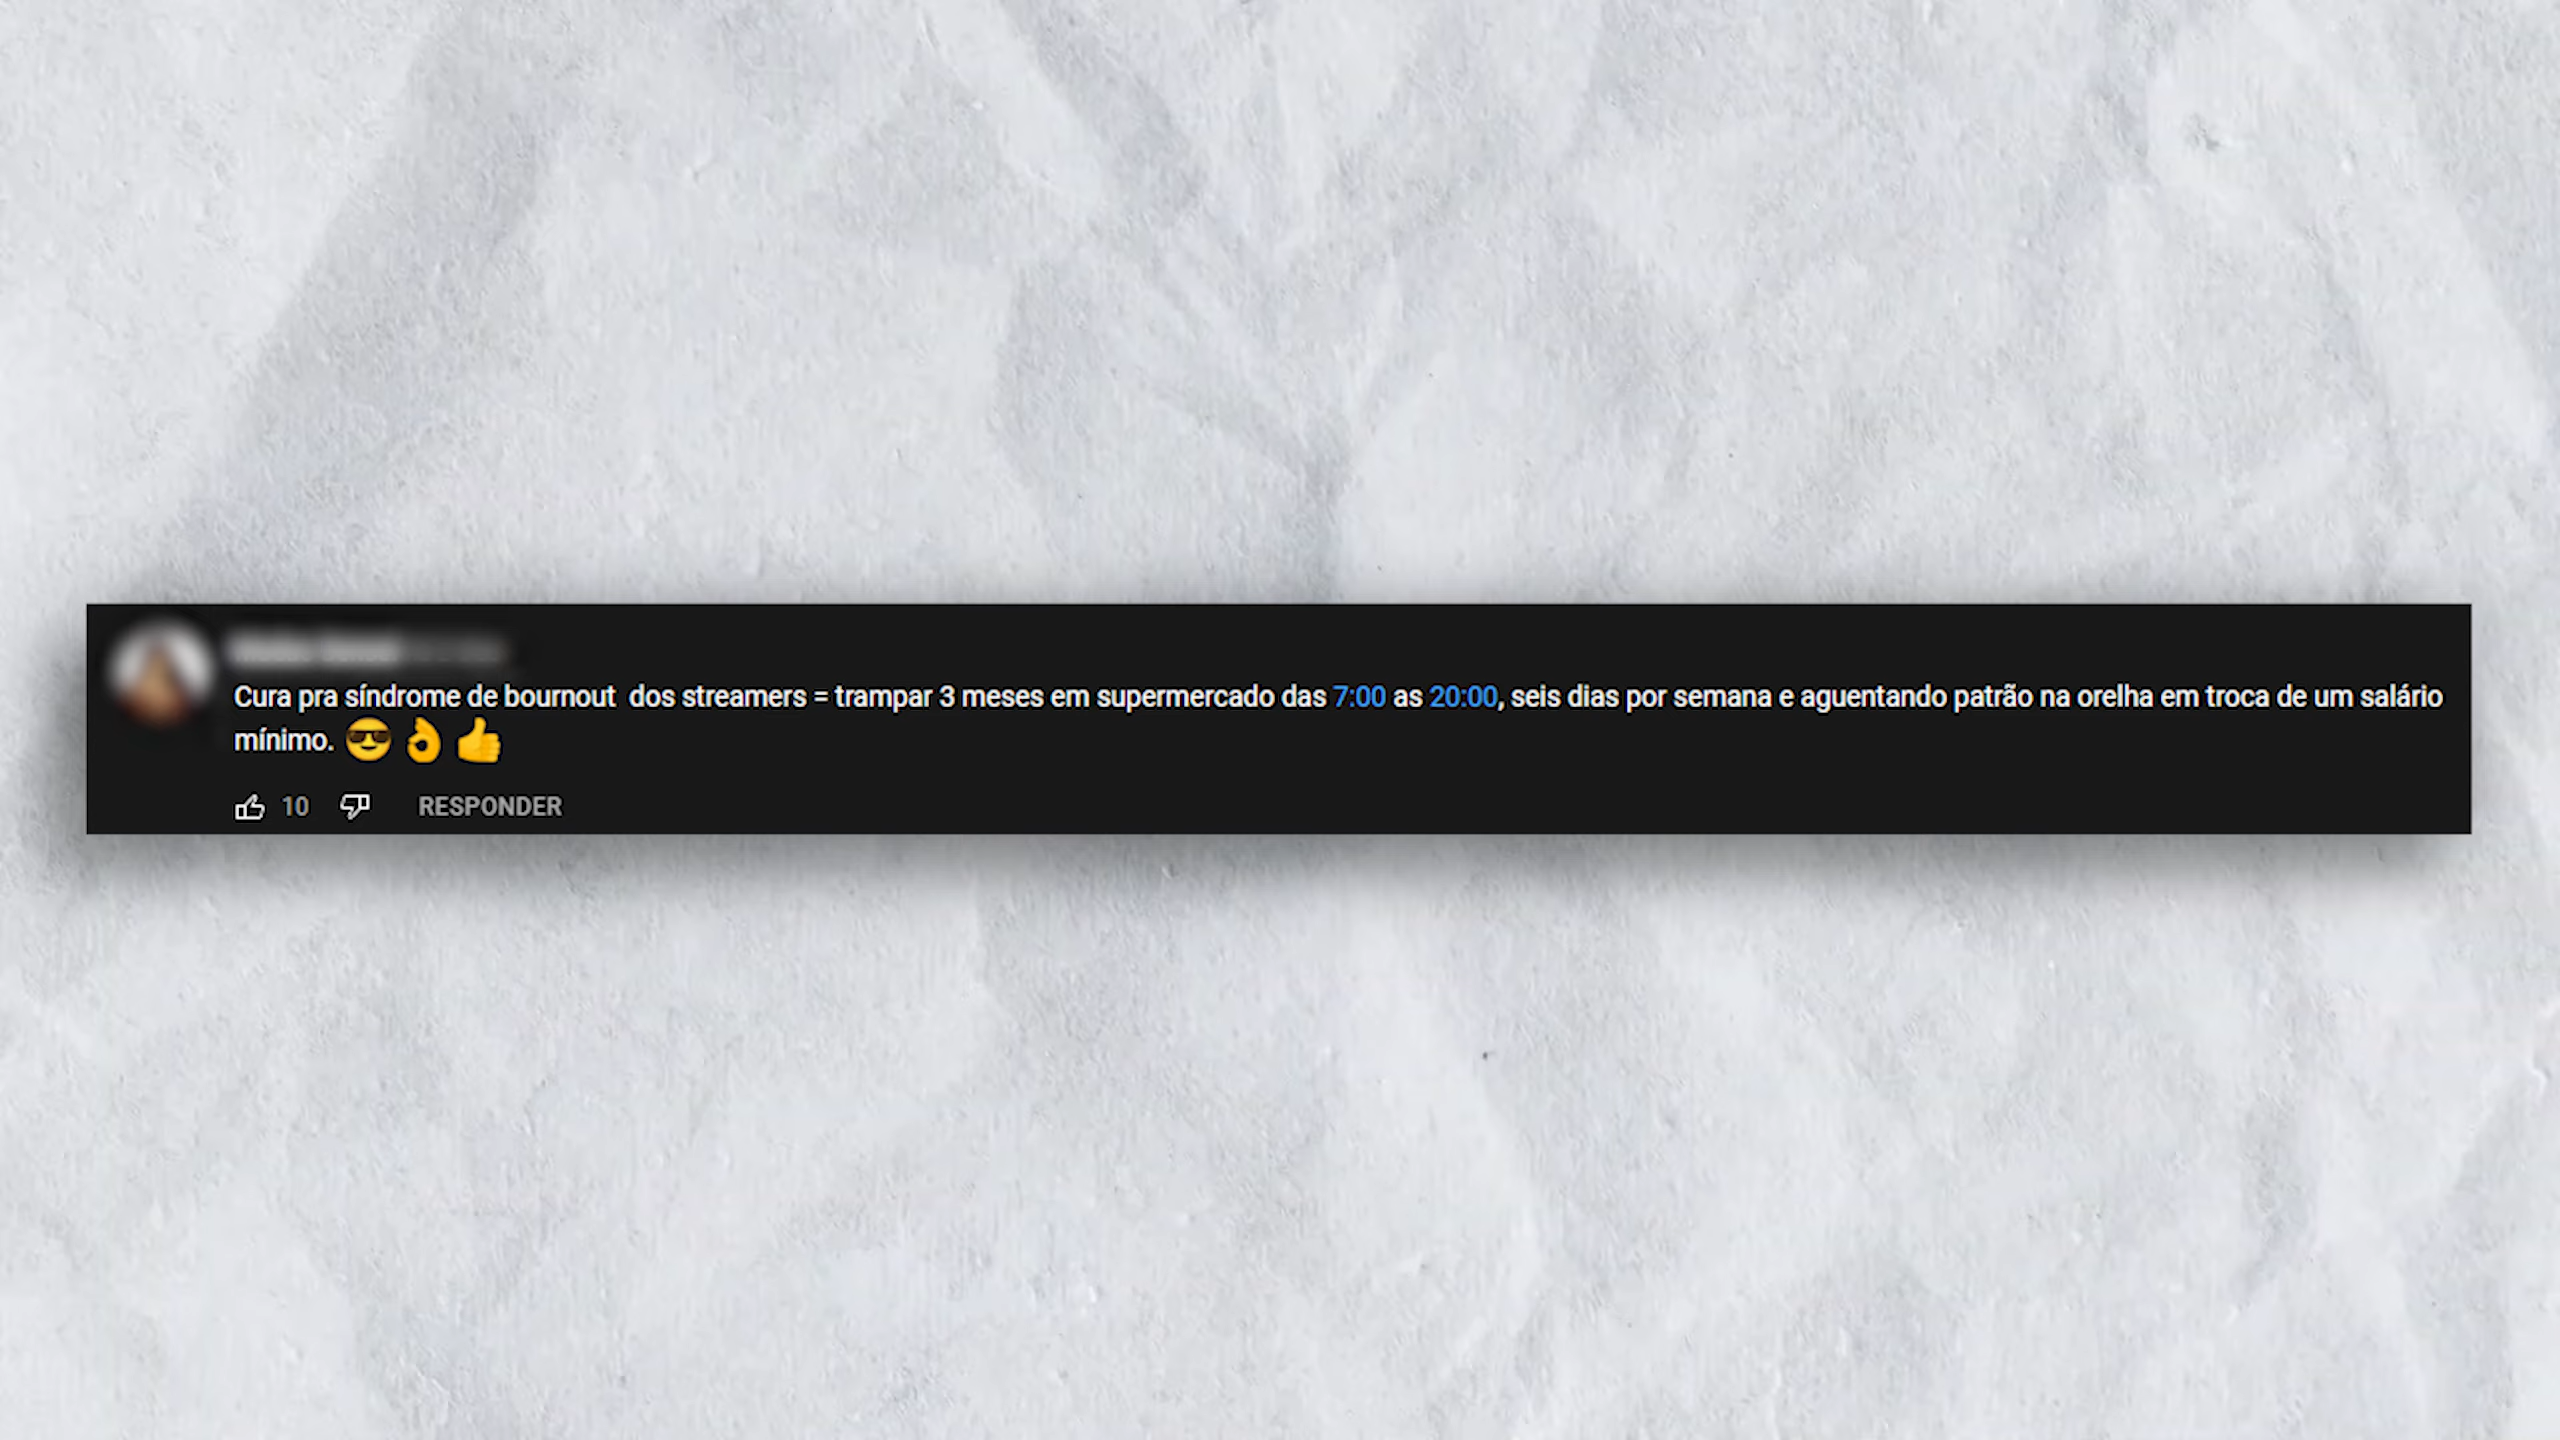 Cura pra síndrome de bournout  dos streamers = trampar 3 meses em supermercado das 7:00 as 20:00, seis dias por semana e aguentando patrão na orelha em troca de um salário
mínimo. 😎👌👍
10 RESPONDER